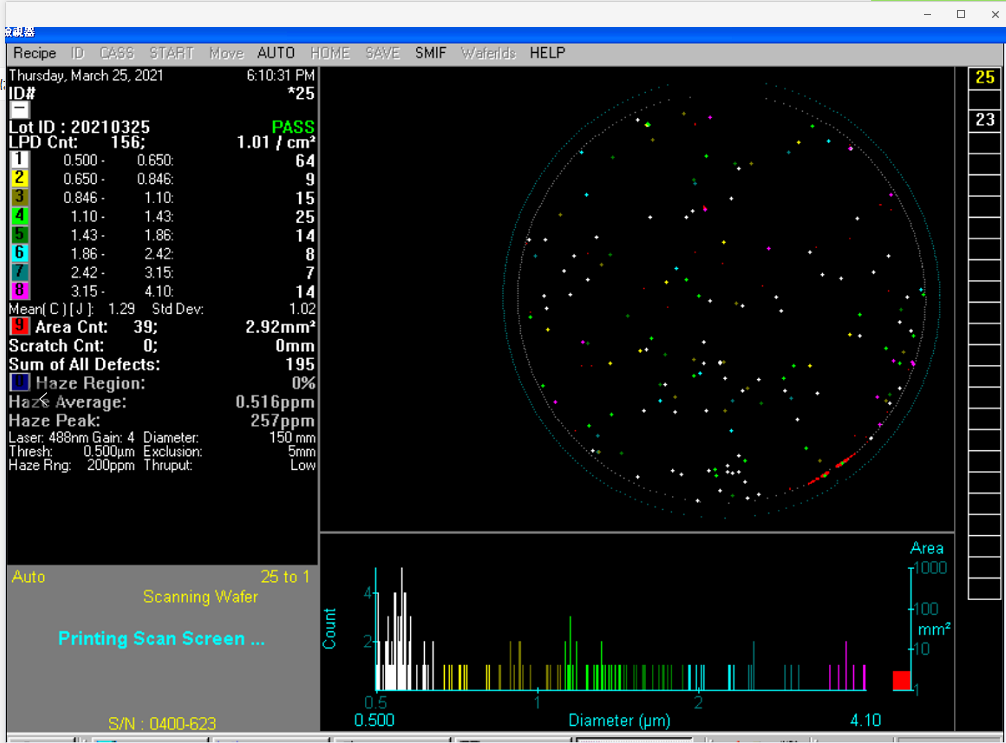 檢視器
Recipe ID CASS START Move AUTO HOME SAVE SMIF WaferIds HELP
Thursday, March 25, 2021 6:10:31 PM
ID# *25
Lot ID : 20210325 PASS
LPD Cnt: 156; 1.01 / cm²
1 0.500 - 0.650: 64
2 0.650 - 0.846: 9
3 0.846 - 1.10: 15
4 1.10 - 1.43: 25
5 1.43 - 1.86: 14
6 1.86 - 2.42: 8
7 2.42 - 3.15: 7
8 3.15 - 4.10: 14
Mean( C ) [ J ]: 1.29 Std Dev: 1.02
9 Area Cnt: 39; 2.92mm²
Scratch Cnt: 0; 0mm
Sum of All Defects: 195
0 Haze Region: 0%
Haze Average: 0.516ppm
Haze Peak: 257ppm
Laser: 488nm Gain: 4 Diameter: 150 mm
Thresh: 0.500µm Exclusion: 5mm
Haze Rng: 200ppm Thruput: Low
Auto 25 to 1
Scanning Wafer
Printing Scan Screen ...
S/N : 0400-623
25
23
Count
4
2
0.5 1 2
0.500 Diameter (µm) 4.10
Area
1000
100
mm²
10
1